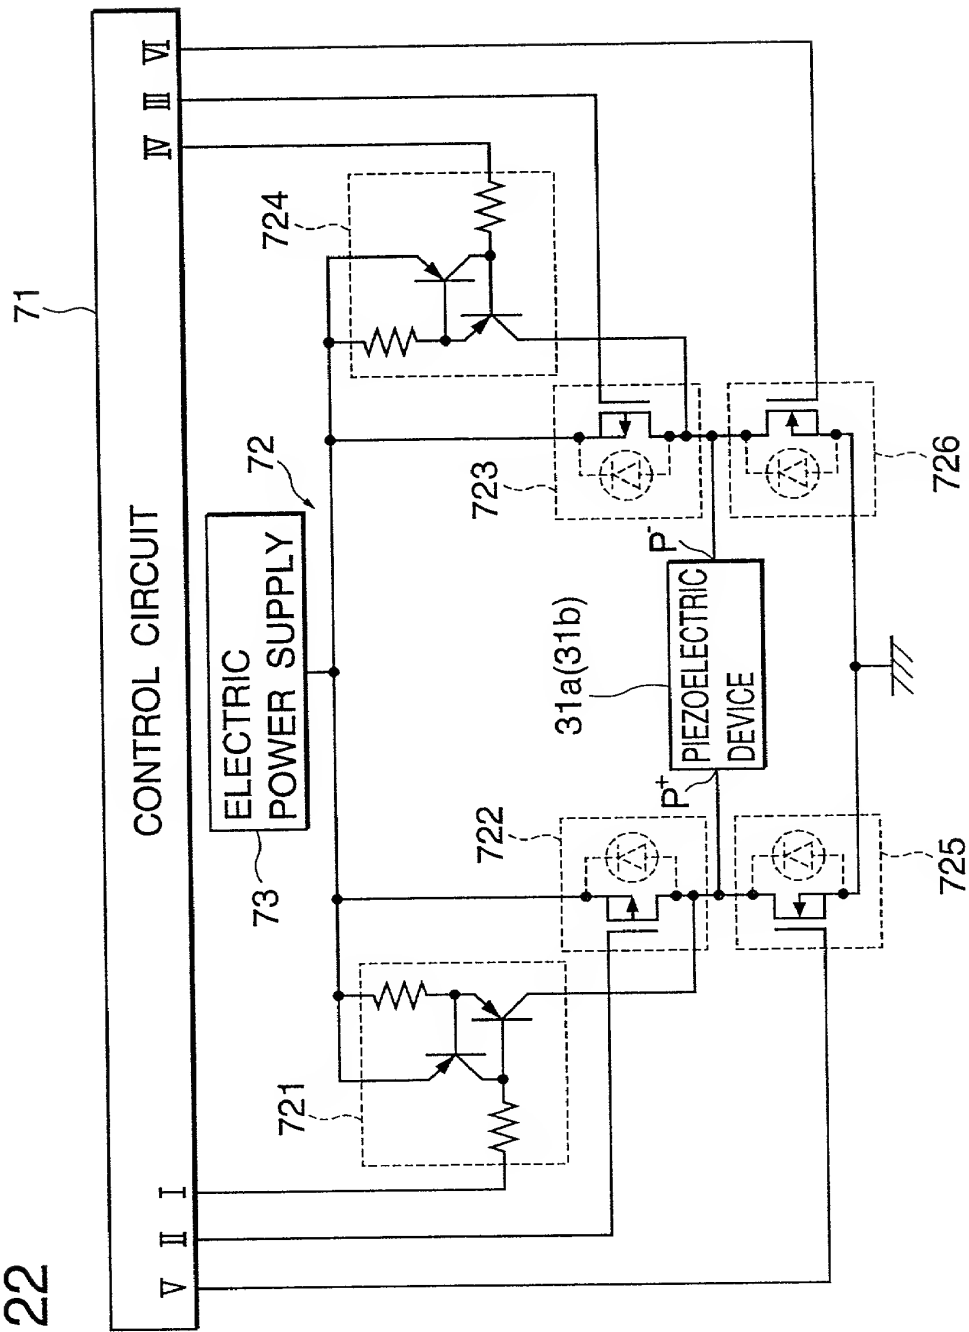 22
71
CONTROL CIRCUIT
V
II
I
IV
III
VI
73
ELECTRIC
POWER SUPPLY
72
721
724
722
723
31a(31b)
P+
PIEZOELECTRIC
DEVICE
P-
725
726